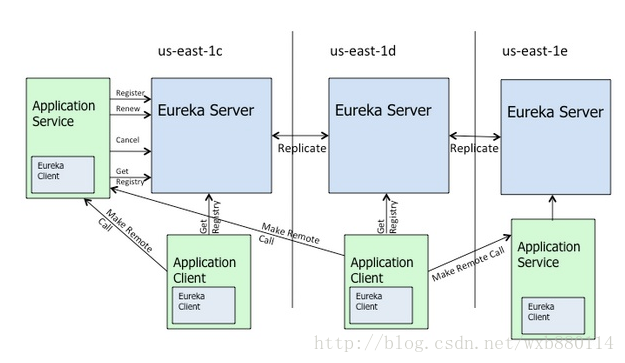 us-east-1c
us-east-1d
us-east-1e
Application
Service
Eureka
Client
Register
Renew
Cancel
Get
Registry
Eureka Server
Replicate
Eureka Server
Replicate
Eureka Server
Make Remote
Call
Get
Registry
Make Remote
Call
Get
Registry
Make Remote Call
Application
Client
Eureka
Client
Application
Client
Eureka
Client
Application
Service
Eureka
Client
http://blog.csdn.net/wxb880114